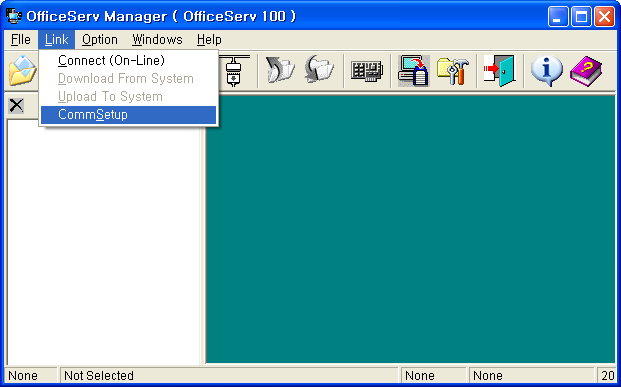 OfficeServ Manager ( OfficeServ 100 )
File Link Option Windows Help
Connect (On-Line)
Download From System
Upload To System
CommSetup
None Not Selected None None 20